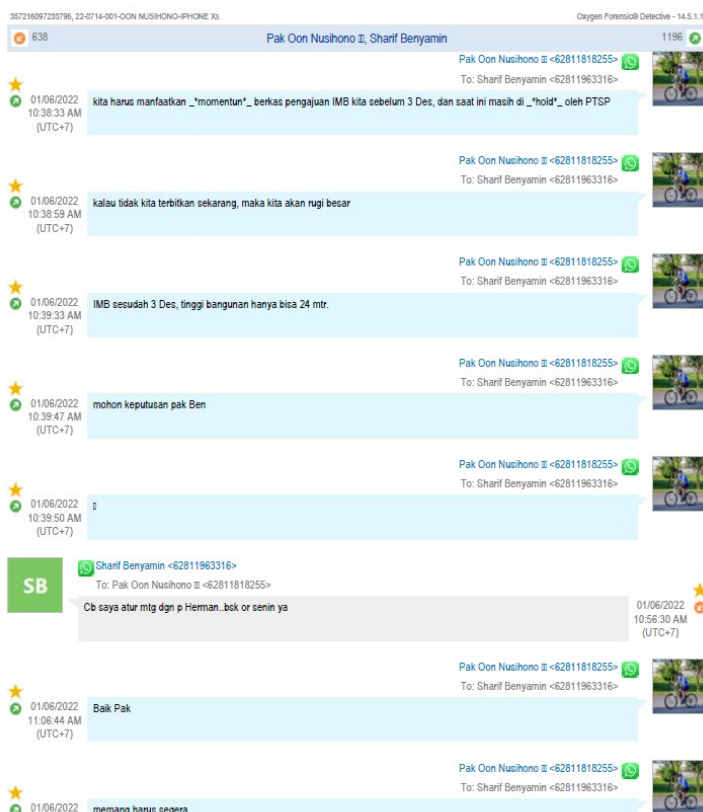 357216097233796, 22-0714-001-OON NUSIHONO-IPHONE Xs
Oxygen Forensic® Detective - 14.5.1.1
638
Pak Oon Nusihono, Sharif Benyamin
1196
Pak Oon Nusihono <62811818255>
To: Sharif Benyamin <62811963316>
01/06/2022
10:38:33 AM
(UTC+7)
kita harus manfaatkan _*momentun*_ berkas pengajuan IMB kita sebelum 3 Des, dan saat ini masih di _*hold*_ oleh PTSP
Pak Oon Nusihono <62811818255>
To: Sharif Benyamin <62811963316>
01/06/2022
10:38:59 AM
(UTC+7)
kalau tidak kita terbitkan sekarang, maka kita akan rugi besar
Pak Oon Nusihono <62811818255>
To: Sharif Benyamin <62811963316>
01/06/2022
10:39:33 AM
(UTC+7)
IMB sesudah 3 Des, tinggi bangunan hanya bisa 24 mtr.
Pak Oon Nusihono <62811818255>
To: Sharif Benyamin <62811963316>
01/06/2022
10:39:47 AM
(UTC+7)
mohon keputusan pak Ben
Pak Oon Nusihono <62811818255>
To: Sharif Benyamin <62811963316>
01/06/2022
10:39:50 AM
(UTC+7)
SB
Sharif Benyamin <62811963316>
To: Pak Oon Nusihono <62811818255>
Cb saya atur mtg dgn p Herman..bsk or senin ya
01/06/2022
10:56:30 AM
(UTC+7)
Pak Oon Nusihono <62811818255>
To: Sharif Benyamin <62811963316>
01/06/2022
11:06:44 AM
(UTC+7)
Baik Pak
Pak Oon Nusihono <62811818255>
To: Sharif Benyamin <62811963316>
01/06/2022
memang harus segera